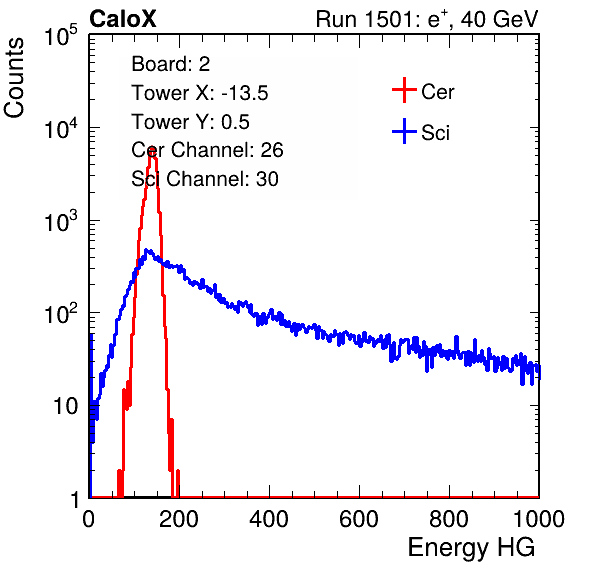 CaloX Run 1501: e⁺, 40 GeV
Counts
Board: 2
Tower X: -13.5
Tower Y: 0.5
Cer Channel: 26
Sci Channel: 30
Cer
Sci
10⁵
10⁴
10³
10²
10
1
0 200 400 600 800 1000
Energy HG